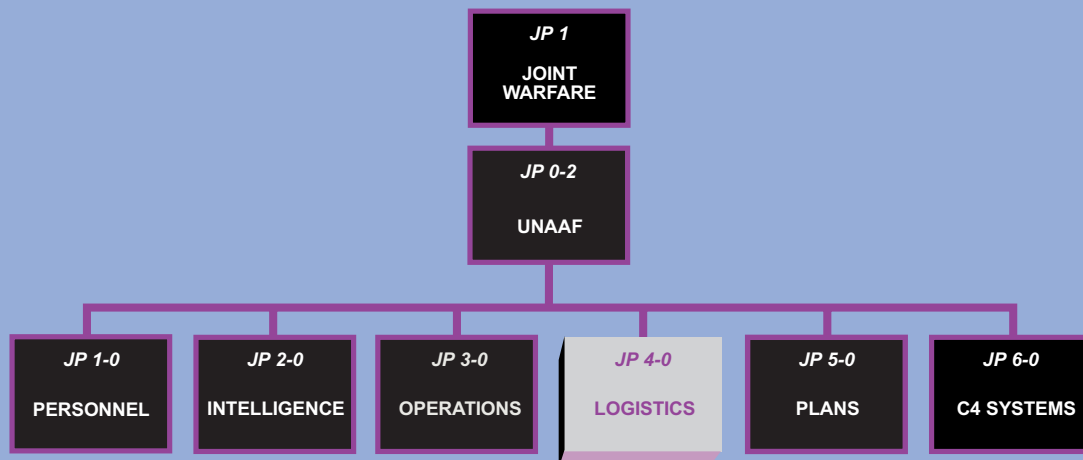 JP 1
JOINT
WARFARE
JP 0-2
UNAAF
JP 1-0
PERSONNEL
JP 2-0
INTELLIGENCE
JP 3-0
OPERATIONS
JP 4-0
LOGISTICS
JP 5-0
PLANS
JP 6-0
C4 SYSTEMS